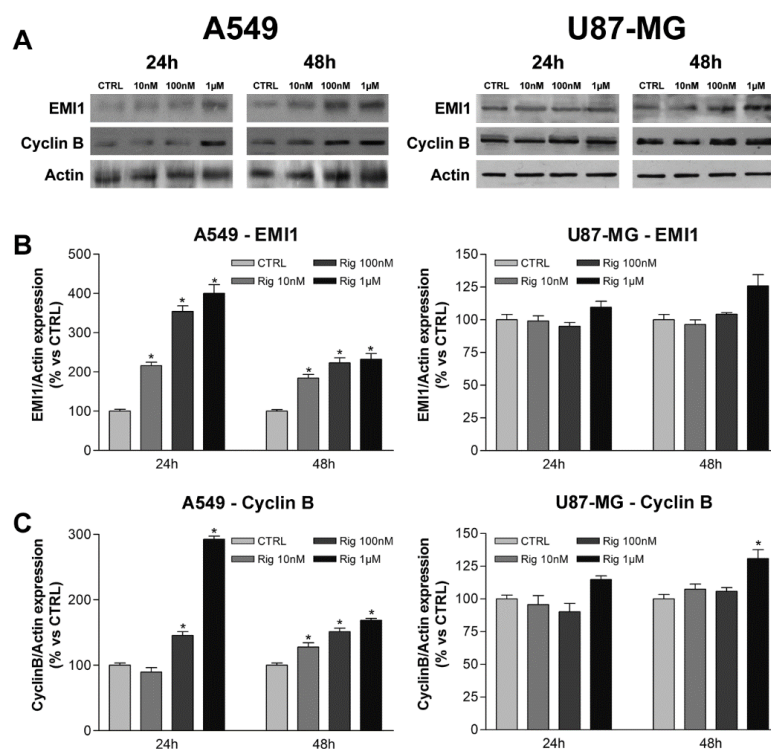 A
A549
U87-MG
24h
48h
24h
48h
CTRL 10nM 100nM 1µM
CTRL 10nM 100nM 1µM
CTRL 10nM 100nM 1µM
CTRL 10nM 100nM 1µM
EMI1
Cyclin B
Actin
EMI1
Cyclin B
Actin
B
A549 - EMI1
EMI1/Actin expression
(% vs CTRL)
500
400
300
200
100
0
CTRL
Rig 100nM
Rig 10nM
Rig 1µM
*
*
*
*
*
*
24h
48h
U87-MG - EMI1
EMI1/Actin expression
(% vs CTRL)
150
125
100
75
50
25
0
CTRL
Rig 100nM
Rig 10nM
Rig 1µM
24h
48h
C
A549 - Cyclin B
CyclinB/Actin expression
(% vs CTRL)
300
200
100
0
CTRL
Rig 100nM
Rig 10nM
Rig 1µM
*
*
*
*
*
24h
48h
U87-MG - Cyclin B
CyclinB/Actin expression
(% vs CTRL)
150
125
100
75
50
25
0
CTRL
Rig 100nM
Rig 10nM
Rig 1µM
*
24h
48h